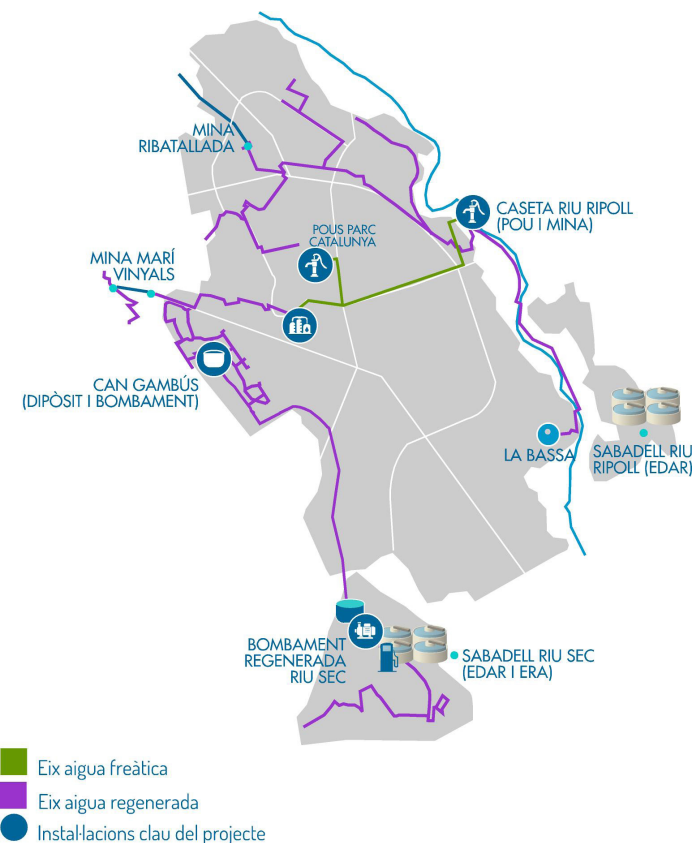 MINA
RIBATALLADA
CASETA RIU RIPOLL
(POU I MINA)
POUS PARC
CATALUNYA
MINA MARÍ
VINYALS
CAN GAMBÚS
(DIPÒSIT I BOMBAMENT)
LA BASSA
SABADELL RIU
RIPOLL (EDAR)
BOMBAMENT
REGENERADA
RIU SEC
SABADELL RIU SEC
(EDAR I ERA)
Eix aigua freàtica
Eix aigua regenerada
Instal·lacions clau del projecte